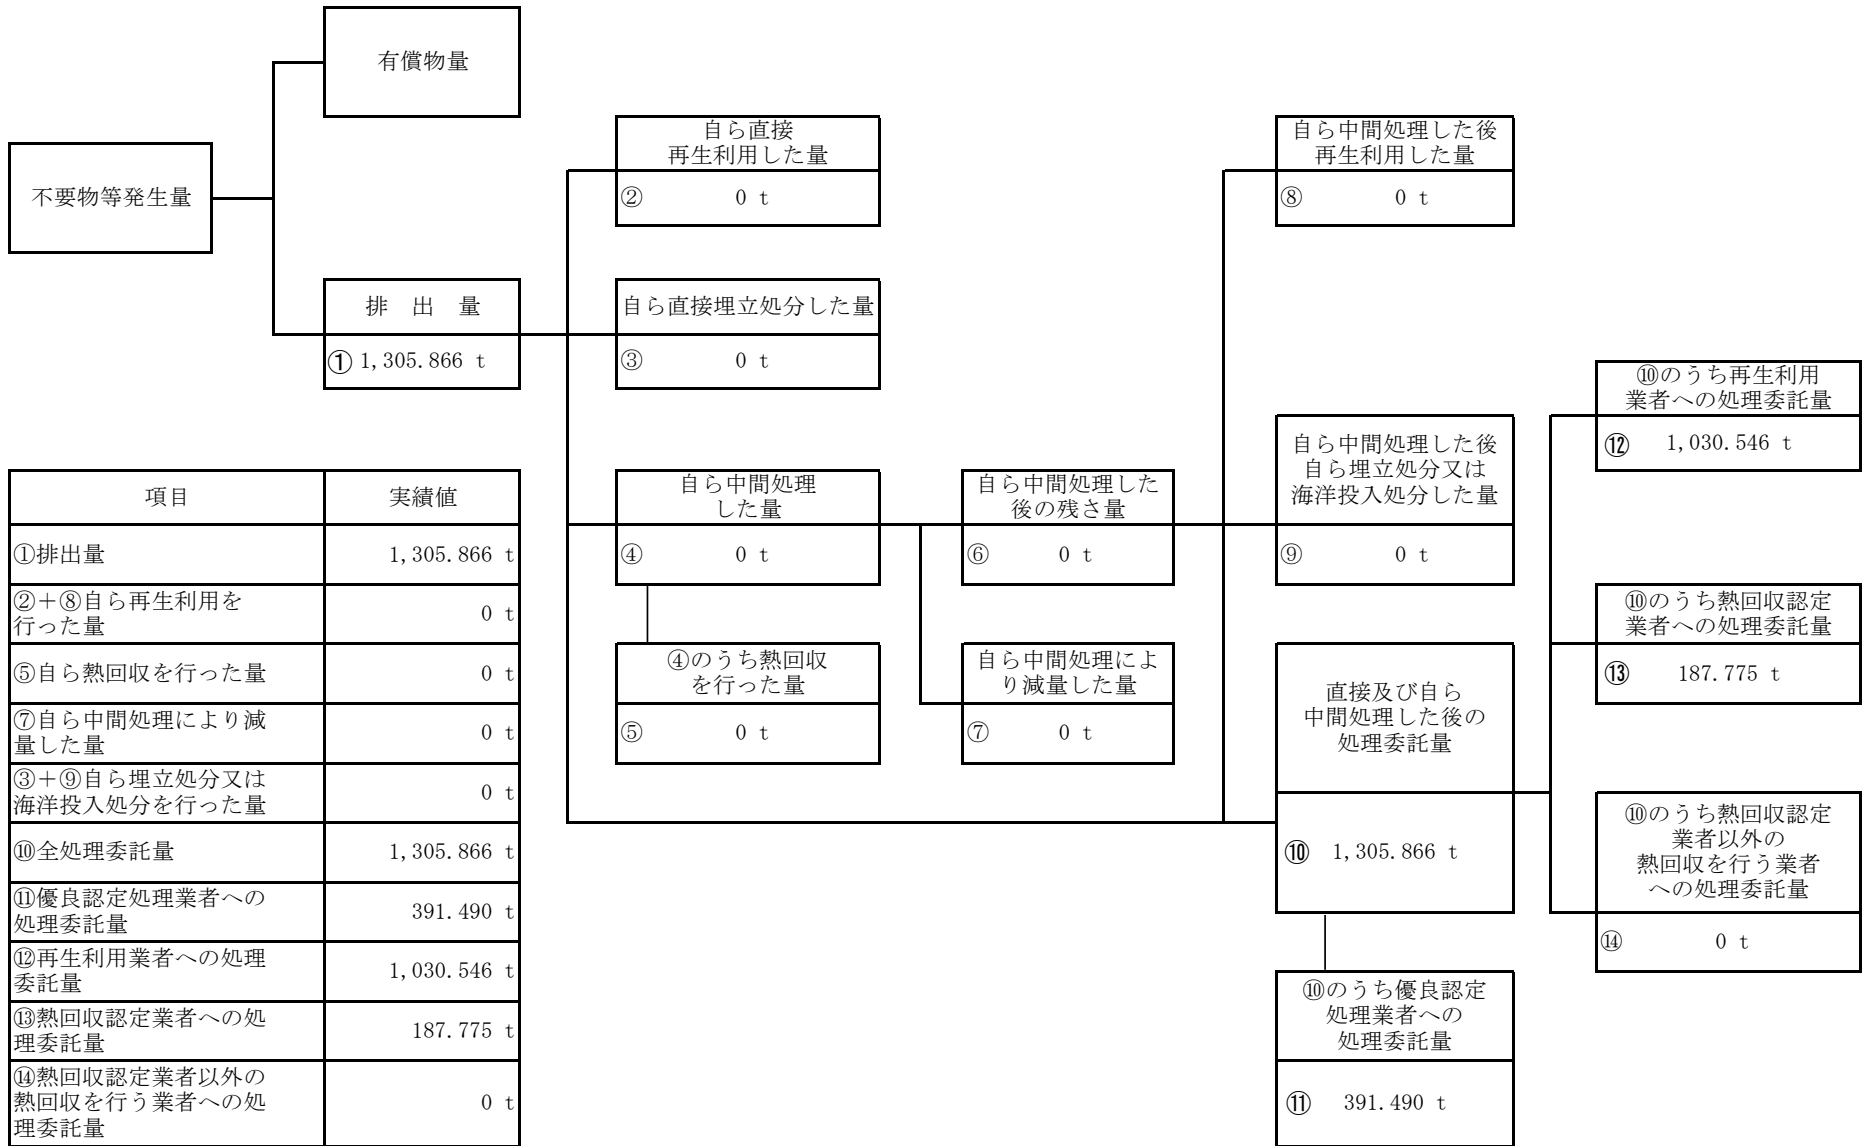 有償物量
不要物等発生量
排 出 量
① 1,305.866 t
自ら直接
再生利用した量
② 0 t
自ら直接埋立処分した量
③ 0 t
自ら中間処理
した量
④ 0 t
④のうち熱回収
を行った量
⑤ 0 t
自ら中間処理した
後の残さ量
⑥ 0 t
自ら中間処理によ
り減量した量
⑦ 0 t
自ら中間処理した後
再生利用した量
⑧ 0 t
自ら中間処理した後
自ら埋立処分又は
海洋投入処分した量
⑨ 0 t
直接及び自ら
中間処理した後の
処理委託量
⑩ 1,305.866 t
⑩のうち優良認定
処理業者への
処理委託量
⑪ 391.490 t
⑩のうち再生利用
業者への処理委託量
⑫ 1,030.546 t
⑩のうち熱回収認定
業者への処理委託量
⑬ 187.775 t
⑩のうち熱回収認定
業者以外の
熱回収を行う業者
への処理委託量
⑭ 0 t
項目 実績値
①排出量 1,305.866 t
②＋⑧自ら再生利用を
行った量 0 t
⑤自ら熱回収を行った量 0 t
⑦自ら中間処理により減
量した量 0 t
③＋⑨自ら埋立処分又は
海洋投入処分を行った量 0 t
⑩全処理委託量 1,305.866 t
⑪優良認定処理業者への
処理委託量 391.490 t
⑫再生利用業者への処理
委託量 1,030.546 t
⑬熱回収認定業者への処
理委託量 187.775 t
⑭熱回収認定業者以外の
熱回収を行う業者への処
理委託量 0 t